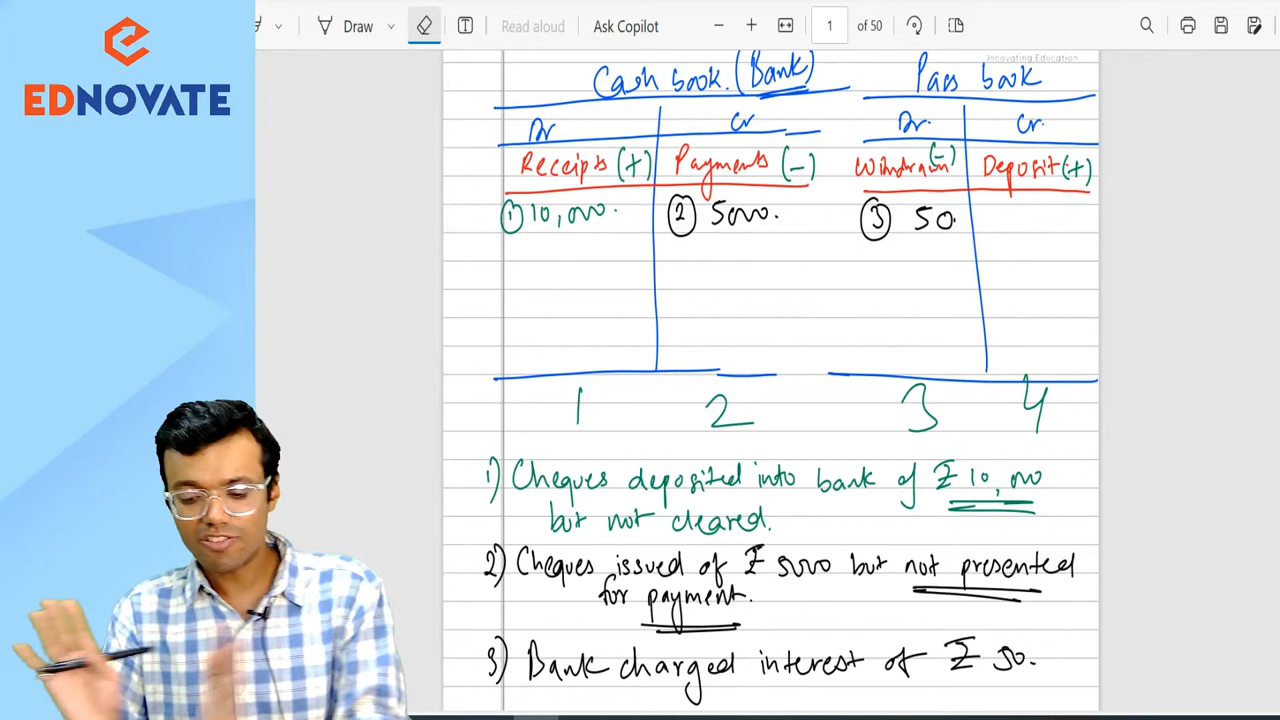 EDNOVATE
Draw
Read aloud
Ask Copilot
1 of 50
Innovating Education
Cash book. (Bank)
Pass book
Dr
Cr
Dr.
Cr.
Receipts (+)
Payments (-)
Withdrawn (-)
Deposit (+)
① 10,000.
② 5000.
③ 50.
1
2
3
4
1) Cheques deposited into bank of ₹ 10,000
but not cleared.
2) Cheques issued of ₹ 5000 but not presented
for payment.
3) Bank charged interest of ₹ 50.